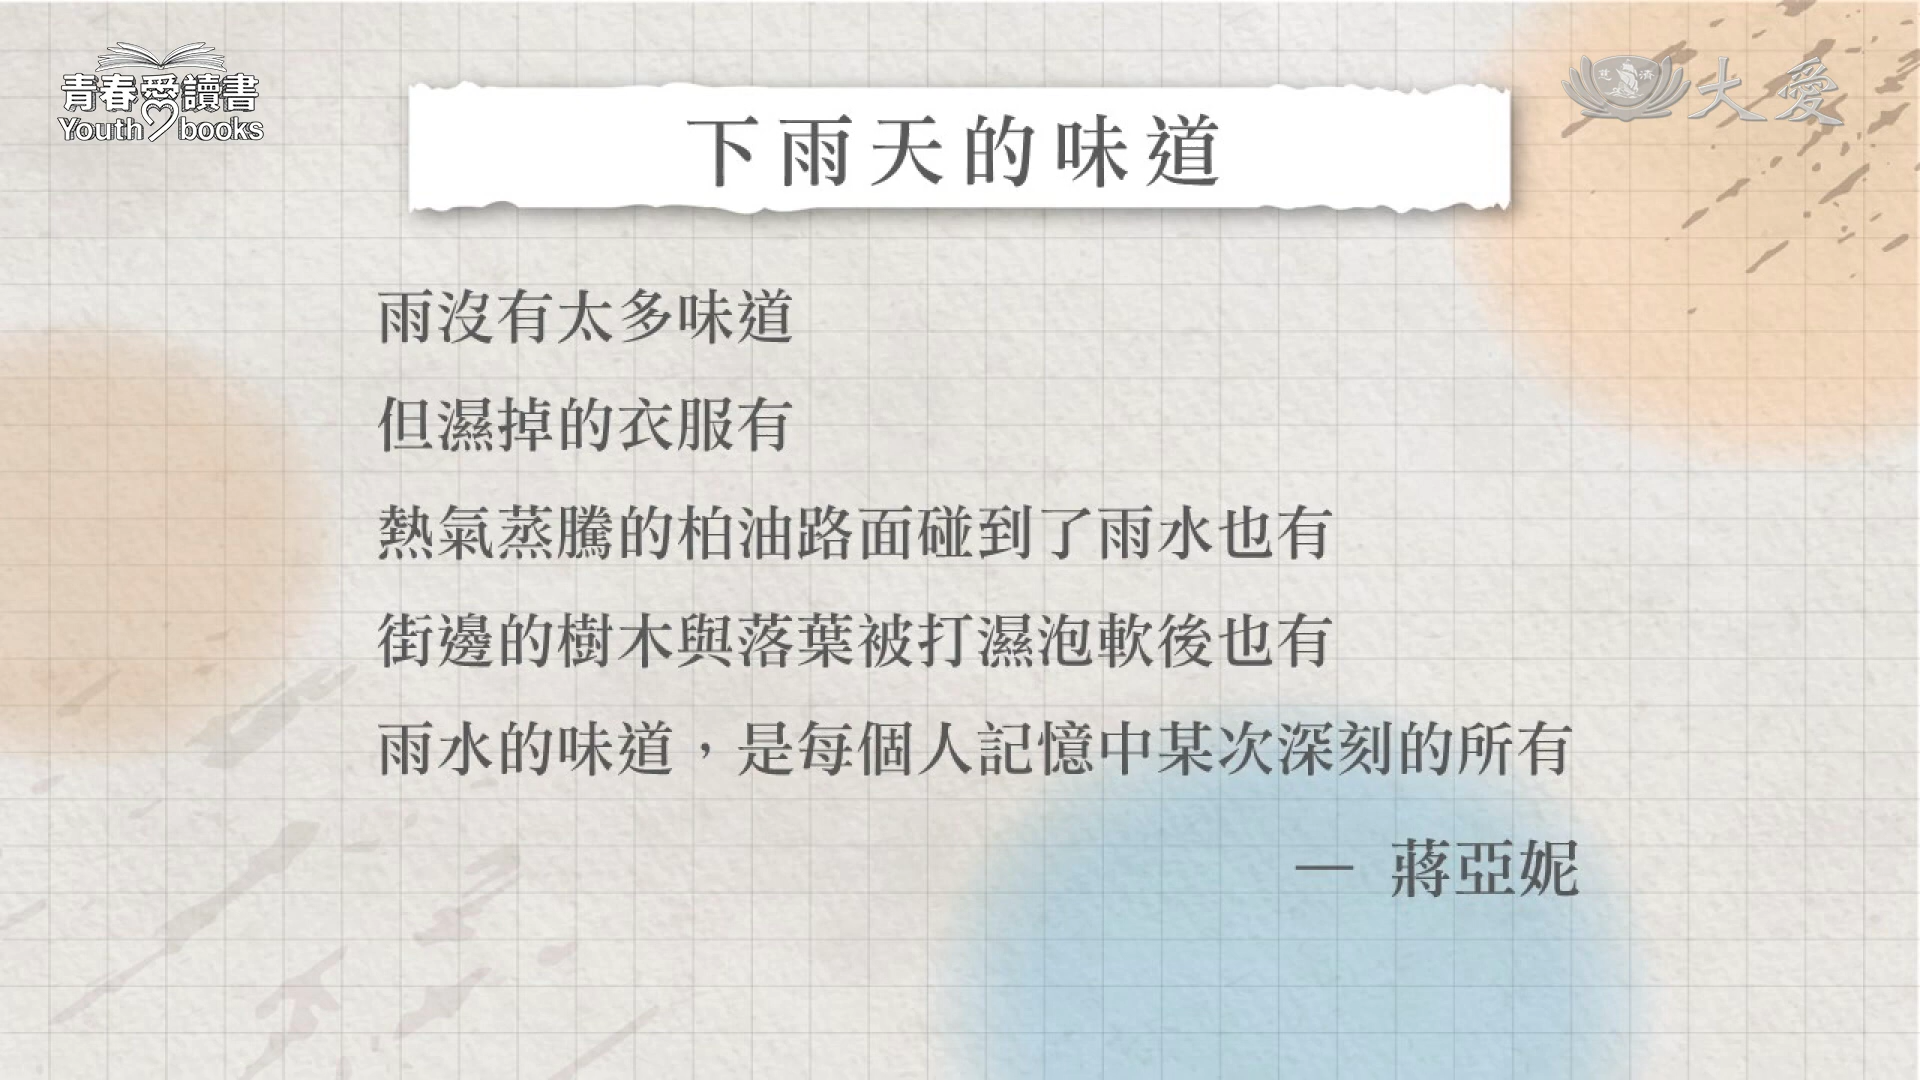 青春愛讀書
Youth books
慈濟
大愛
下雨天的味道
雨沒有太多味道
但濕掉的衣服有
熱氣蒸騰的柏油路面碰到了雨水也有
街邊的樹木與落葉被打濕泡軟後也有
雨水的味道，是每個人記憶中某次深刻的所有
— 蔣亞妮